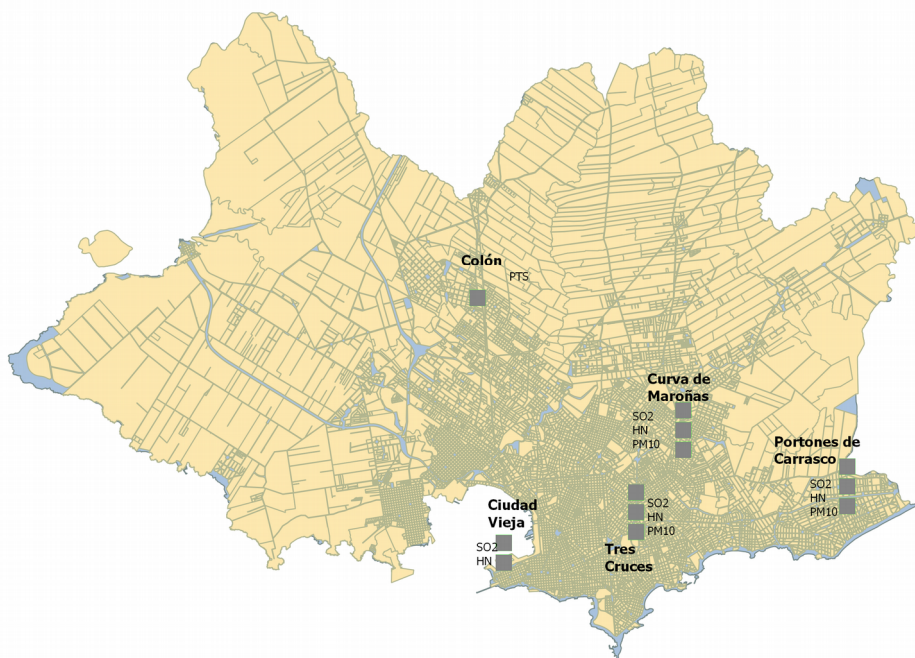 Colón
PTS
Curva de
Maroñas
SO2
HN
PM10
Portones de
Carrasco
SO2
HN
PM10
Ciudad
Vieja
SO2
HN
SO2
HN
PM10
Tres
Cruces